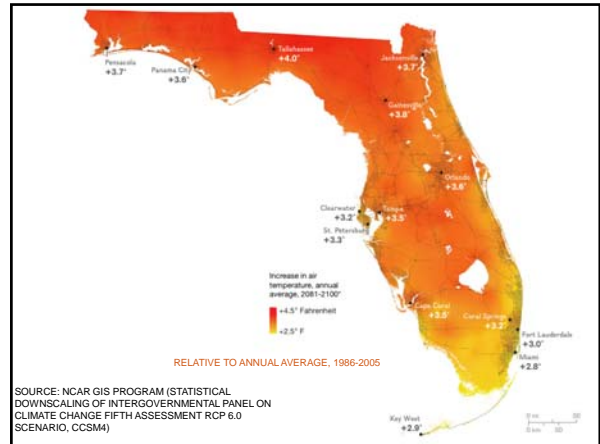 Tallahassee
+4.0°
Pensacola
+3.7°
Panama City
+3.6°
Jacksonville
+3.7°
Gainesville
+3.8°
Orlando
+3.6°
Clearwater
+3.2°
Tampa
+3.5°
St. Petersburg
+3.3°
Increase in air
temperature, annual
average, 2081-2100*
+4.5° Fahrenheit
+2.5° F
Cape Coral
Coral Springs
Fort Lauderdale
+3.0°
Miami
+2.8°
RELATIVE TO ANNUAL AVERAGE, 1986-2005
SOURCE: NCAR GIS PROGRAM (STATISTICAL
DOWNSCALING OF INTERGOVERNMENTAL PANEL ON
CLIMATE CHANGE FIFTH ASSESSMENT RCP 6.0
SCENARIO, CCSM4)
Key West
+2.9°